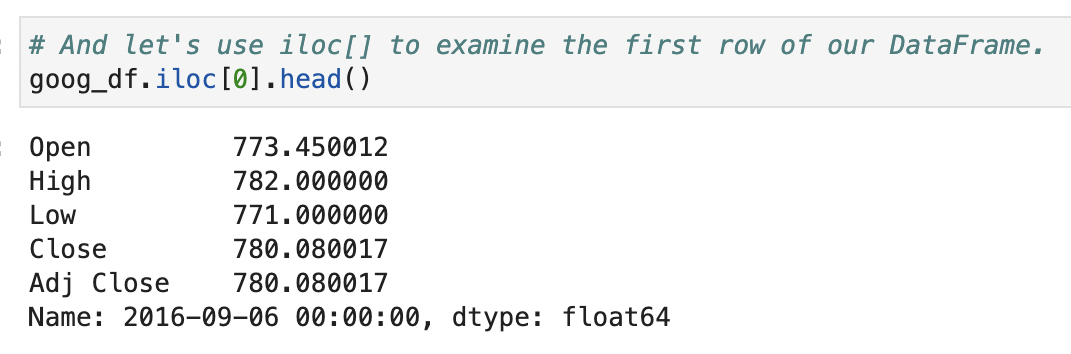 # And let's use iloc[] to examine the first row of our DataFrame.
goog_df.iloc[0].head()
Open 773.450012
High 782.000000
Low 771.000000
Close 780.080017
Adj Close 780.080017
Name: 2016-09-06 00:00:00, dtype: float64